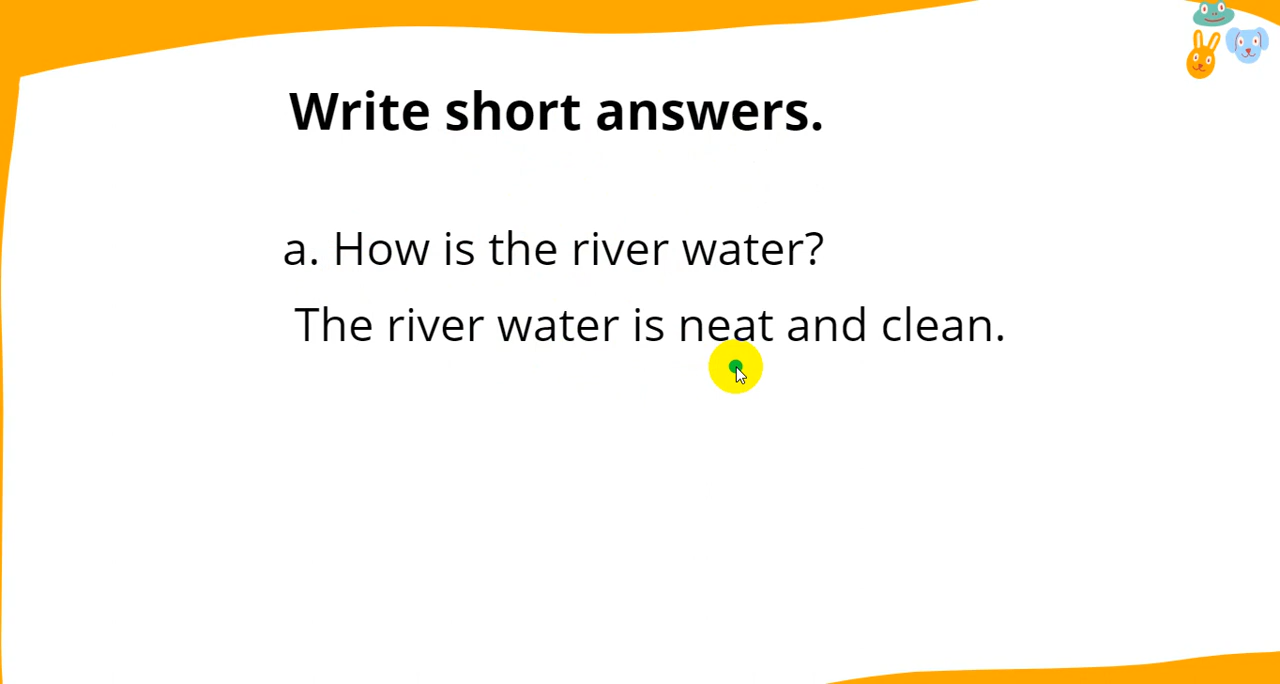 Write short answers.
a. How is the river water?
The river water is neat and clean.